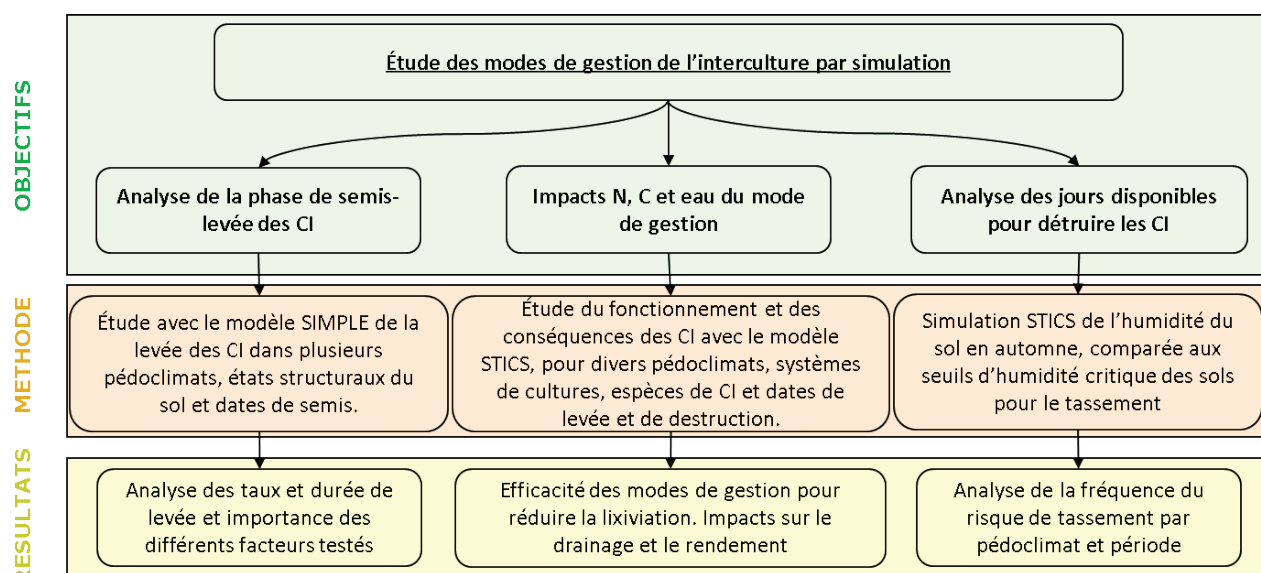 OBJECTIFS
Étude des modes de gestion de l'interculture par simulation
Analyse de la phase de semis-
levée des CI
Impacts N, C et eau du mode
de gestion
Analyse des jours disponibles
pour détruire les CI
METHODE
Étude avec le modèle SIMPLE de la
levée des CI dans plusieurs
pédoclimats, états structuraux du
sol et dates de semis.
Étude du fonctionnement et des
conséquences des CI avec le modèle
STICS, pour divers pédoclimats, systèmes
de cultures, espèces de CI et dates de
levée et de destruction.
Simulation STICS de l'humidité du
sol en automne, comparée aux
seuils d'humidité critique des sols
pour le tassement
RESULTATS
Analyse des taux et durée de
levée et importance des
différents facteurs testés
Efficacité des modes de gestion pour
réduire la lixiviation. Impacts sur le
drainage et le rendement
Analyse de la fréquence du
risque de tassement par
pédoclimat et période